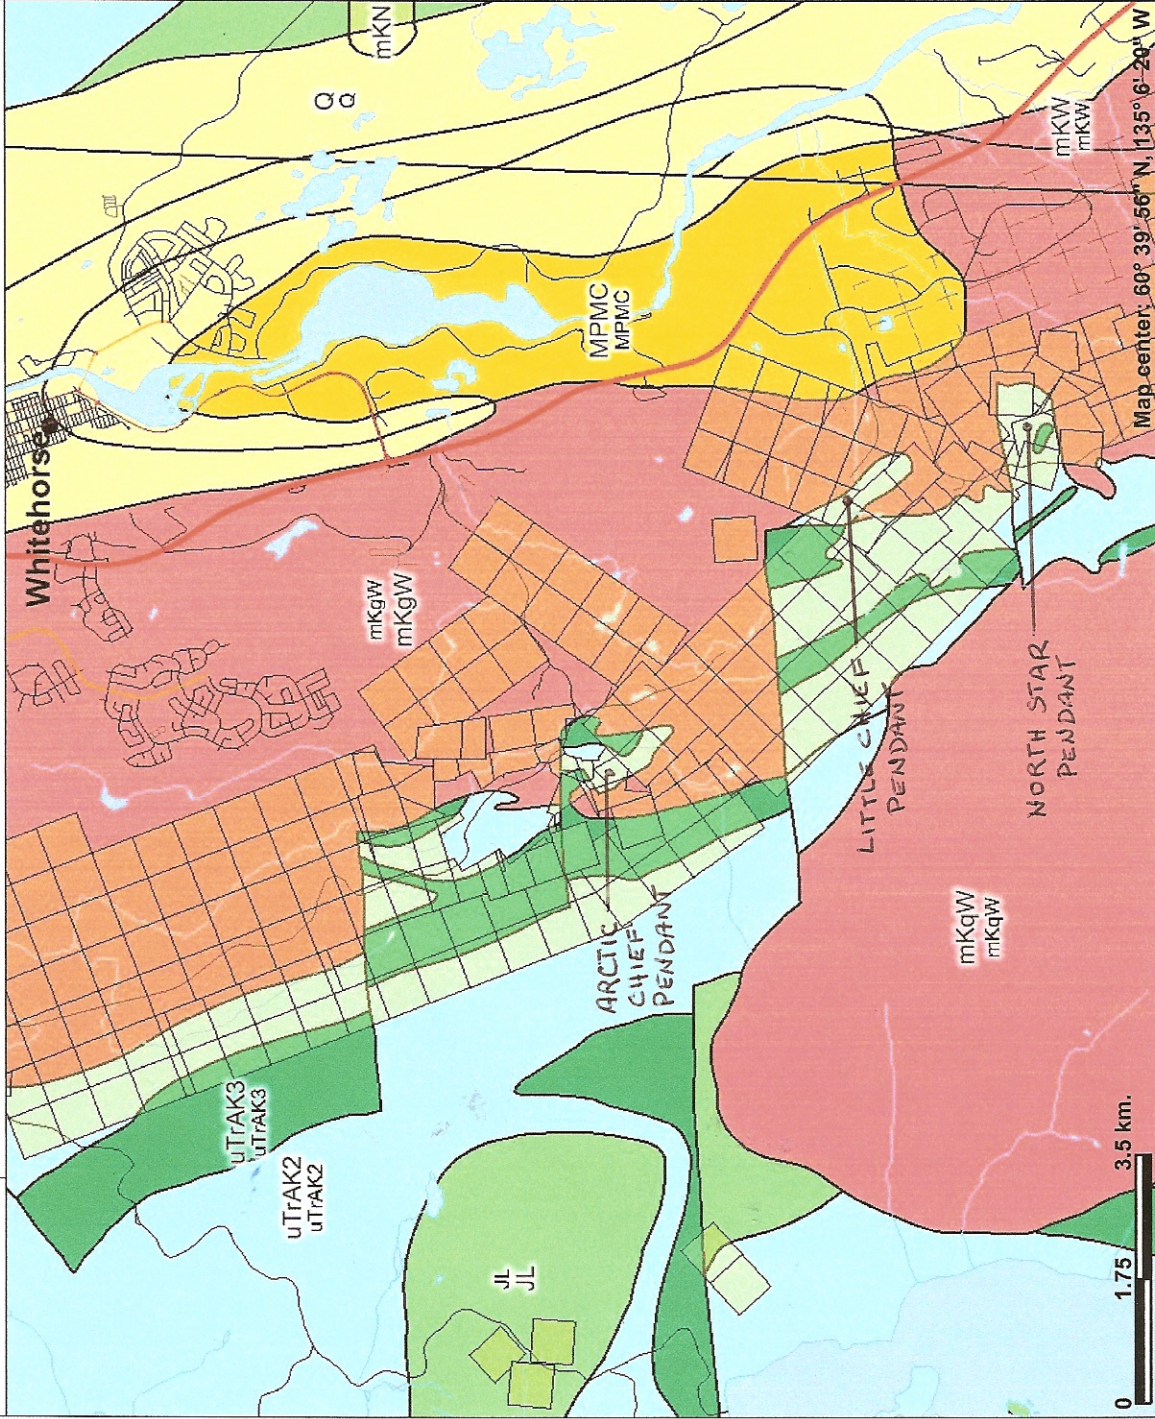 Whitehorse
mKN
Q
Q
mKW
mKW
MPMC
MPMC
mKgW
mKgW
uTrAK3
uTrAK3
uTrAK2
uTrAK2
JL
JL
mKqW
mKqW
ARCTIC
CHIEF
PENDANT
LITTLE CHIEF
PENDANT
NORTH STAR
PENDANT
0 1.75 3.5 km.
Map center: 60° 39' 56" N, 135° 6' 20" W